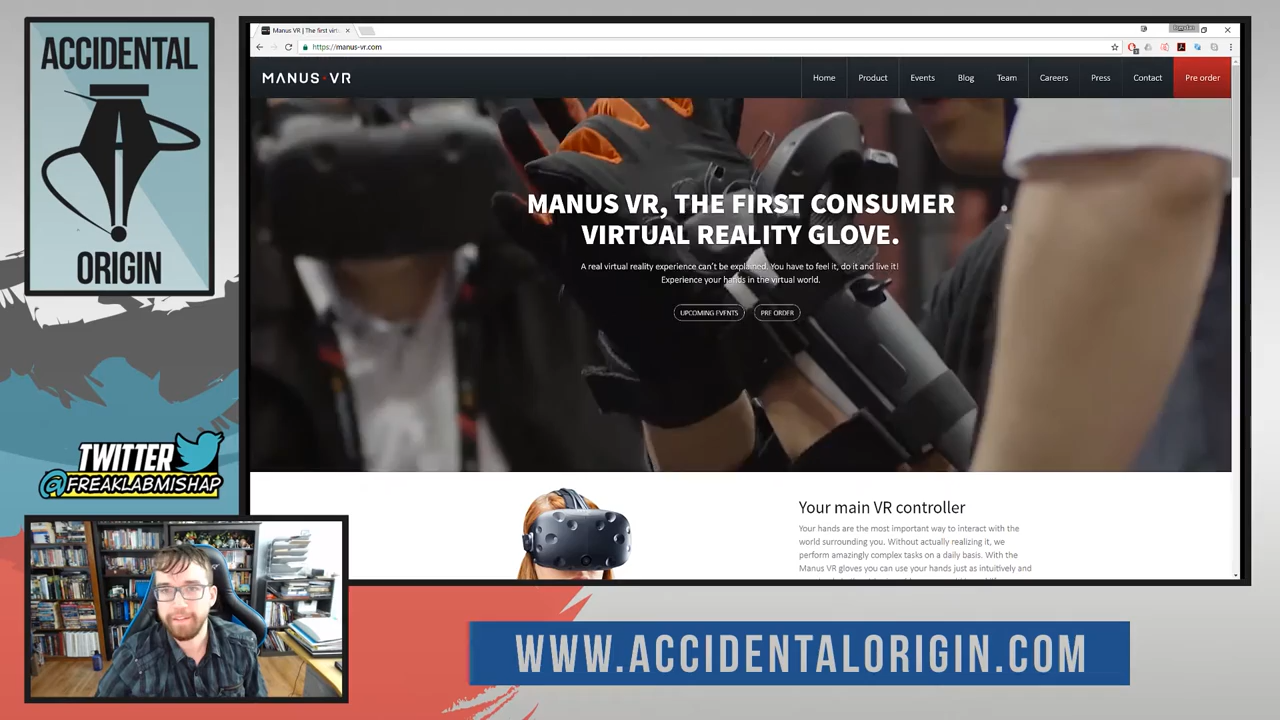 ACCIDENTAL
ORIGIN
TWITTER
@FREAKLABMISHAP
Manus VR | The first virt
https://manus-vr.com
MANUS VR
Home
Product
Events
Blog
Team
Careers
Press
Contact
Pre order
MANUS VR, THE FIRST CONSUMER
VIRTUAL REALITY GLOVE.
A real virtual reality experience can't be explained. You have to feel it, do it and live it!
Experience your hands in the virtual world.
UPCOMING EVENTS
PRE ORDER
Your main VR controller
Your hands are the most important way to interact with the
world surrounding you. Without actually realizing it, we
perform amazingly complex tasks on a daily basis. With the
Manus VR gloves you can use your hands just as intuitively and
WWW.ACCIDENTALORIGIN.COM